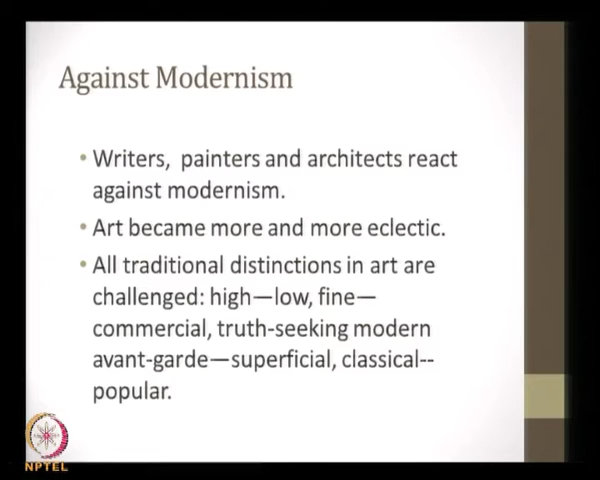 Against Modernism
• Writers, painters and architects react
against modernism.
• Art became more and more eclectic.
• All traditional distinctions in art are
challenged: high—low, fine—
commercial, truth-seeking modern
avant-garde—superficial, classical--
popular.
NPTEL